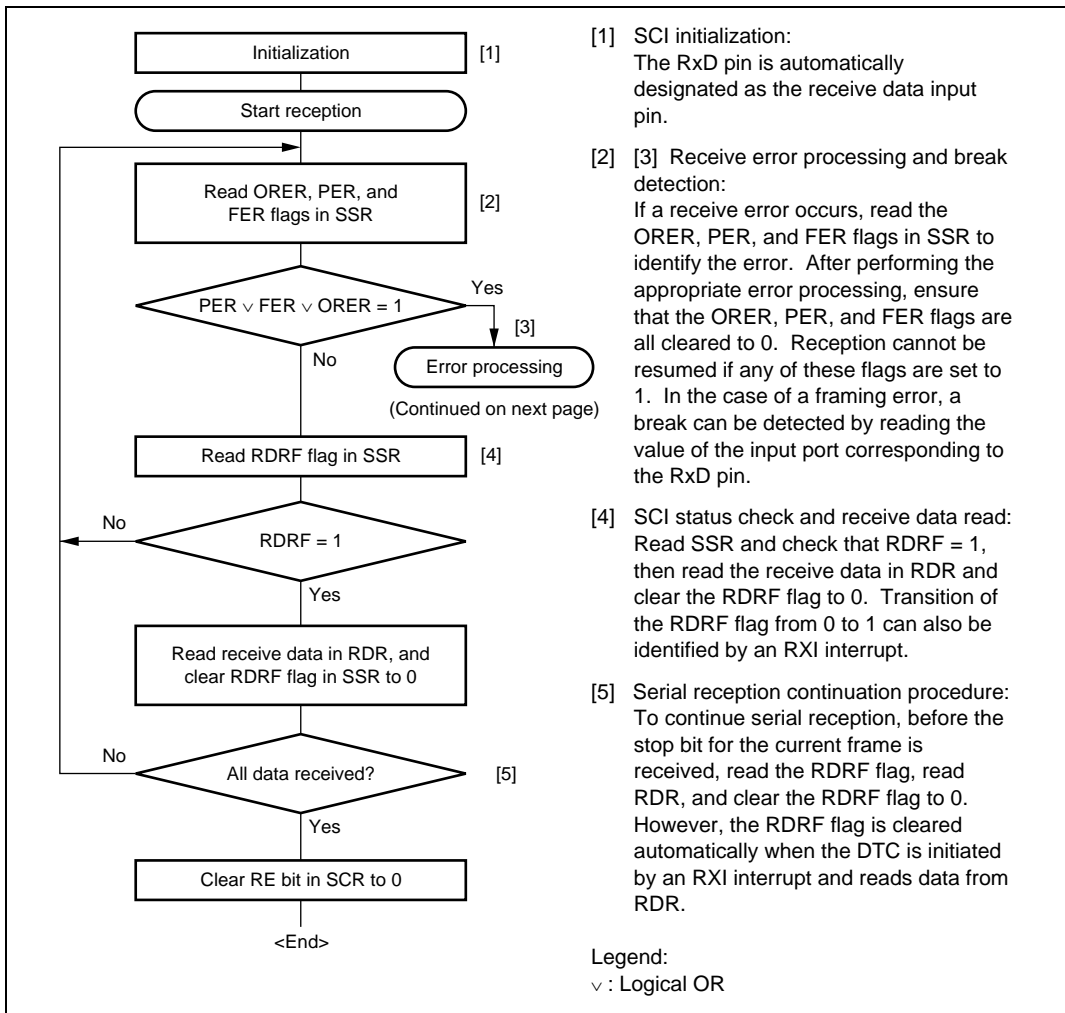 Initialization
[1]
Start reception
Read ORER, PER, and
FER flags in SSR
[2]
PER ∨ FER ∨ ORER = 1
Yes
[3]
No
Error processing
(Continued on next page)
Read RDRF flag in SSR
[4]
No
RDRF = 1
Yes
Read receive data in RDR, and
clear RDRF flag in SSR to 0
No
All data received?
[5]
Yes
Clear RE bit in SCR to 0
<End>
[1] SCI initialization:
The RxD pin is automatically
designated as the receive data input
pin.
[2] [3] Receive error processing and break
detection:
If a receive error occurs, read the
ORER, PER, and FER flags in SSR to
identify the error. After performing the
appropriate error processing, ensure
that the ORER, PER, and FER flags are
all cleared to 0. Reception cannot be
resumed if any of these flags are set to
1. In the case of a framing error, a
break can be detected by reading the
value of the input port corresponding to
the RxD pin.
[4] SCI status check and receive data read:
Read SSR and check that RDRF = 1,
then read the receive data in RDR and
clear the RDRF flag to 0. Transition of
the RDRF flag from 0 to 1 can also be
identified by an RXI interrupt.
[5] Serial reception continuation procedure:
To continue serial reception, before the
stop bit for the current frame is
received, read the RDRF flag, read
RDR, and clear the RDRF flag to 0.
However, the RDRF flag is cleared
automatically when the DTC is initiated
by an RXI interrupt and reads data from
RDR.
Legend:
∨ : Logical OR